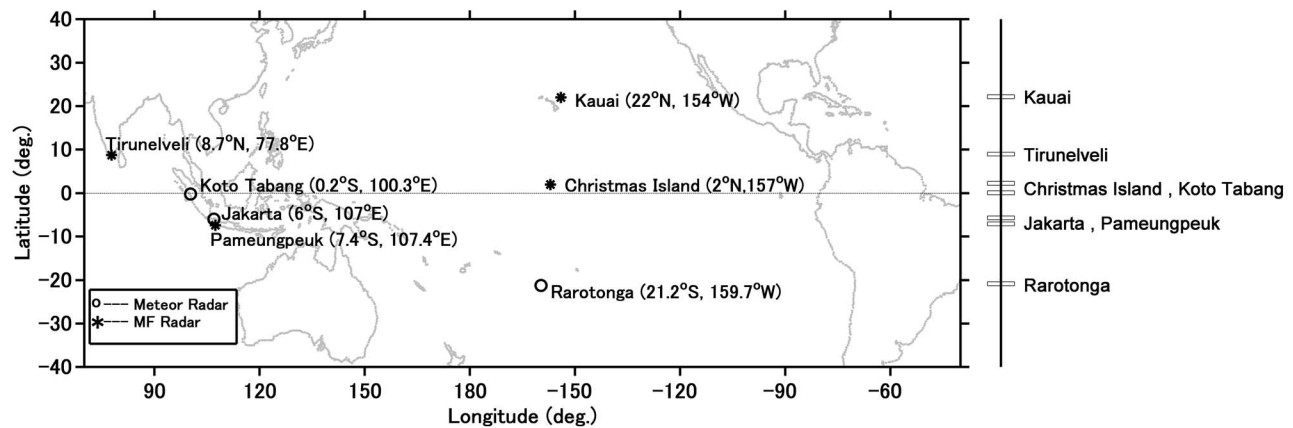 40
30
20
10
0
−10
−20
−30
−40
Latitude (deg.)
Kauai (22°N, 154°W)
Tirunelveli (8.7°N, 77.8°E)
Koto Tabang (0.2°S, 100.3°E)
Christmas Island (2°N,157°W)
Jakarta (6°S, 107°E)
Pameungpeuk (7.4°S, 107.4°E)
Rarotonga (21.2°S, 159.7°W)
Meteor Radar
MF Radar
90 120 150 180 −150 −120 −90 −60
Longitude (deg.)
Kauai
Tirunelveli
Christmas Island , Koto Tabang
Jakarta , Pameungpeuk
Rarotonga